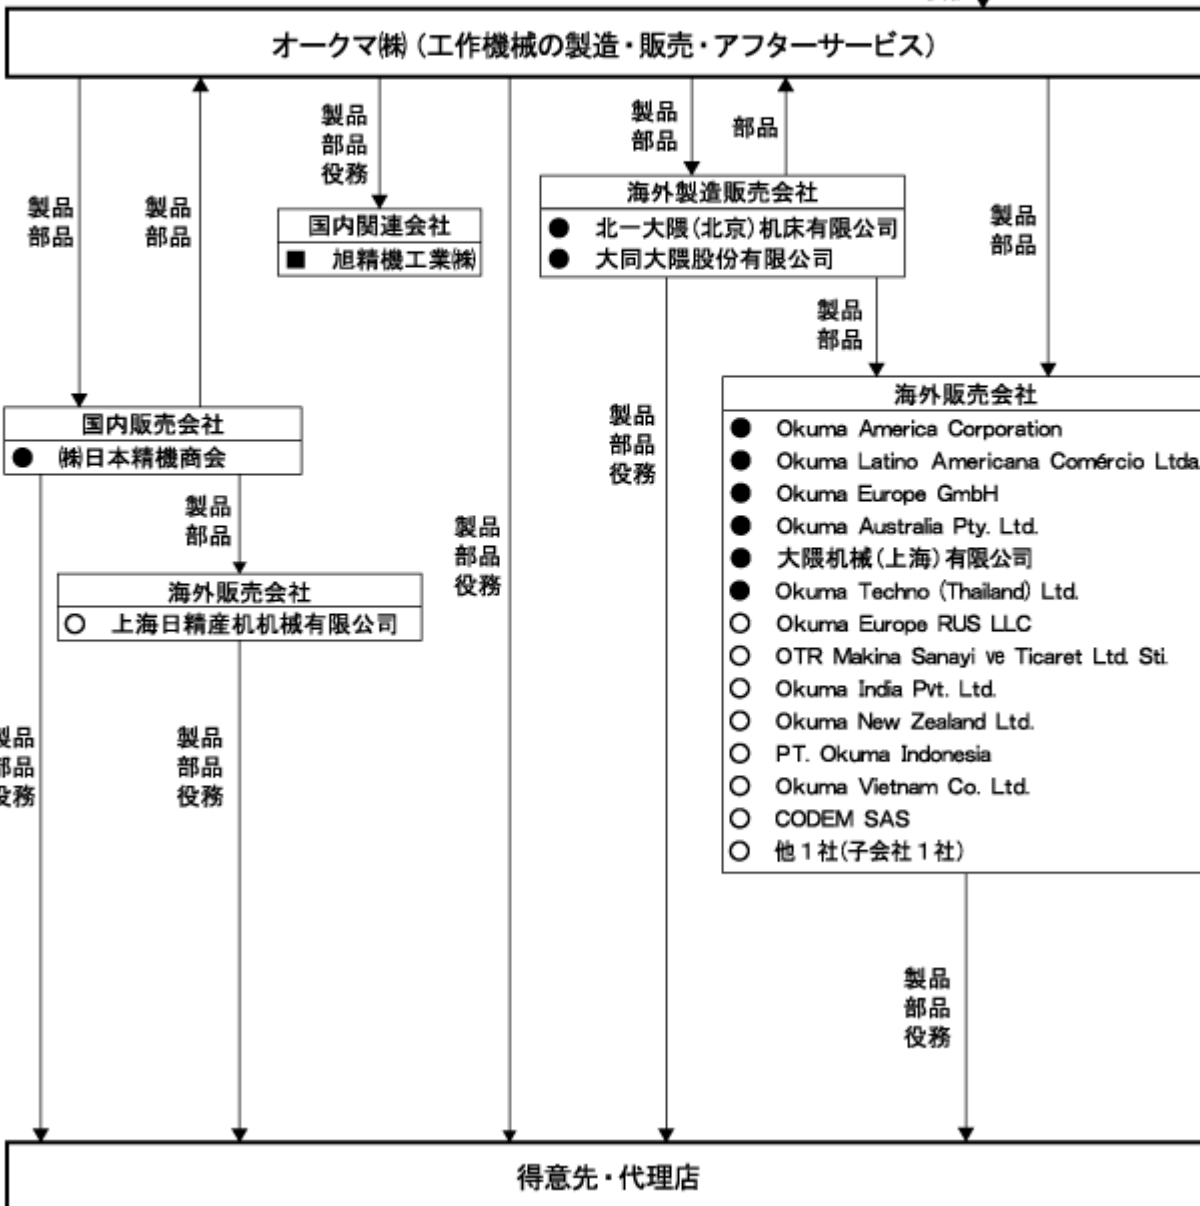 オークマ㈱（工作機械の製造・販売・アフターサービス）
製品
部品
製品
部品
製品
部品
役務
国内関連会社
■ 旭精機工業㈱
製品
部品
部品
海外製造販売会社
● 北一大隈(北京)机床有限公司
● 大同大隈股份有限公司
製品
部品
製品
部品
国内販売会社
● ㈱日本精機商会
製品
部品
海外販売会社
○ 上海日精産机机械有限公司
製品
部品
役務
製品
部品
役務
製品
部品
役務
製品
部品
役務
海外販売会社
● Okuma America Corporation
● Okuma Latino Americana Comércio Ltda.
● Okuma Europe GmbH
● Okuma Australia Pty. Ltd.
● 大隈机械(上海)有限公司
● Okuma Techno (Thailand) Ltd.
○ Okuma Europe RUS LLC
○ OTR Makina Sanayi ve Ticaret Ltd. Sti.
○ Okuma India Pvt. Ltd.
○ Okuma New Zealand Ltd.
○ PT. Okuma Indonesia
○ Okuma Vietnam Co. Ltd.
○ CODEM SAS
○ 他１社(子会社１社)
製品
部品
役務
得意先・代理店